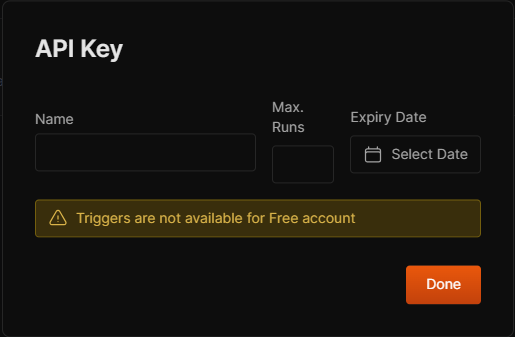 API Key
Name
Max.
Runs
Expiry Date
Select Date
Triggers are not available for Free account
Done